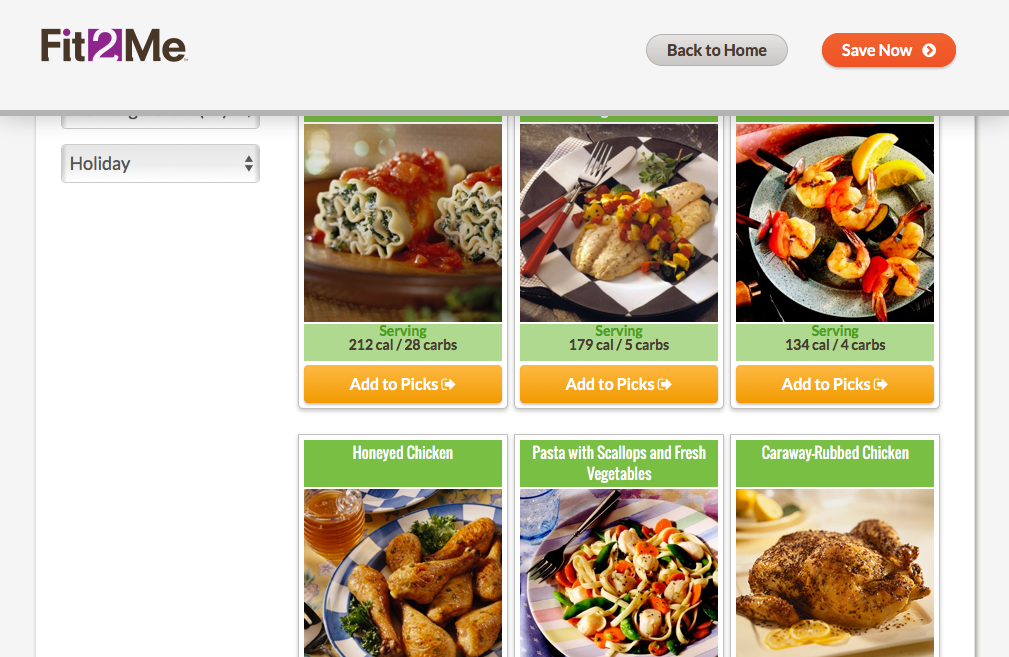 Fit2Me
Back to Home
Save Now
Holiday
Serving
212 cal / 28 carbs
Add to Picks
Serving
179 cal / 5 carbs
Add to Picks
Serving
134 cal / 4 carbs
Add to Picks
Honeyed Chicken
Pasta with Scallops and Fresh
Vegetables
Caraway-Rubbed Chicken